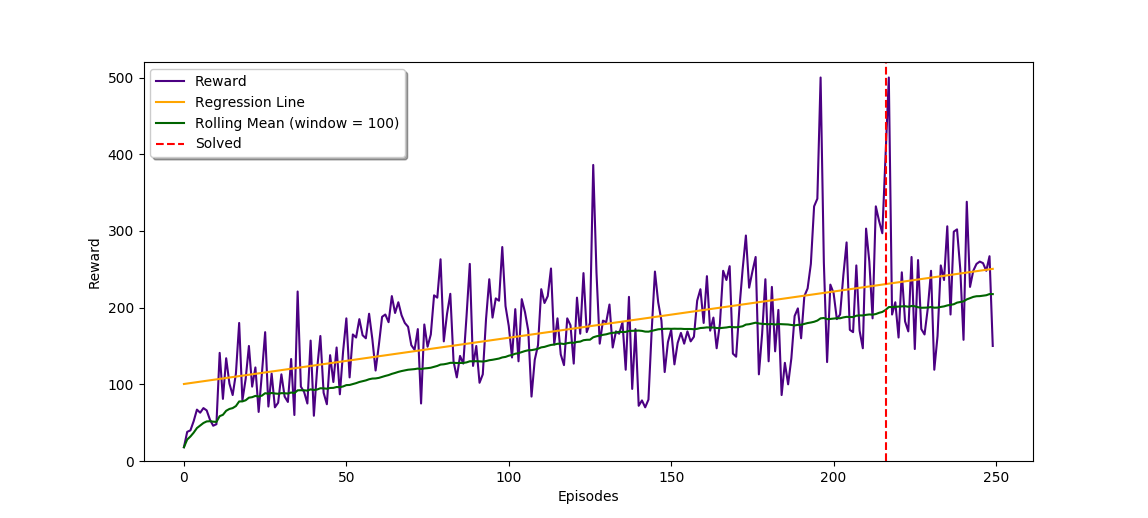 Reward
Regression Line
Rolling Mean (window = 100)
Solved
Reward
500
400
300
200
100
0
0 50 100 150 200 250
Episodes